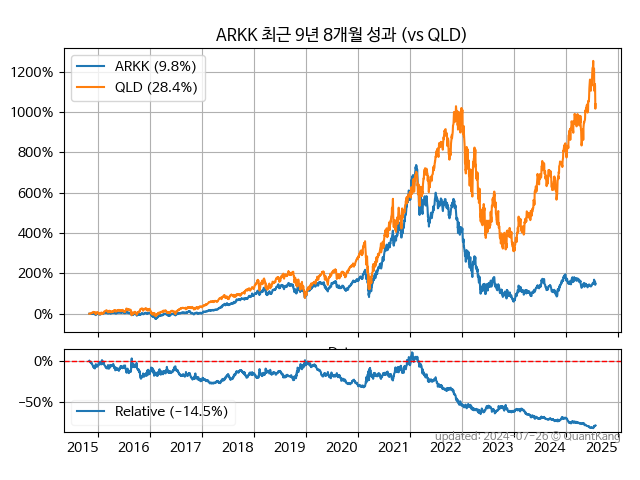 ARKK 최근 9년 8개월 성과 (vs QLD)
ARKK (9.8%)
QLD (28.4%)
1200%
1000%
800%
600%
400%
200%
0%
0%
−50%
Relative (−14.5%)
updated: 2024-07-26 © QuantKang
2015 2016 2017 2018 2019 2020 2021 2022 2023 2024 2025